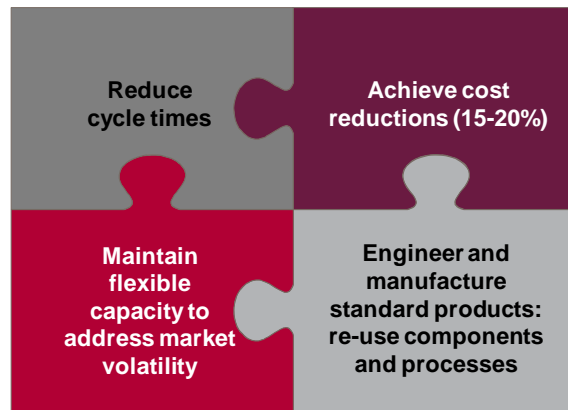 Reduce
cycle times
Achieve cost
reductions (15-20%)
Maintain
flexible
capacity to
address market
volatility
Engineer and
manufacture
standard products:
re-use components
and processes